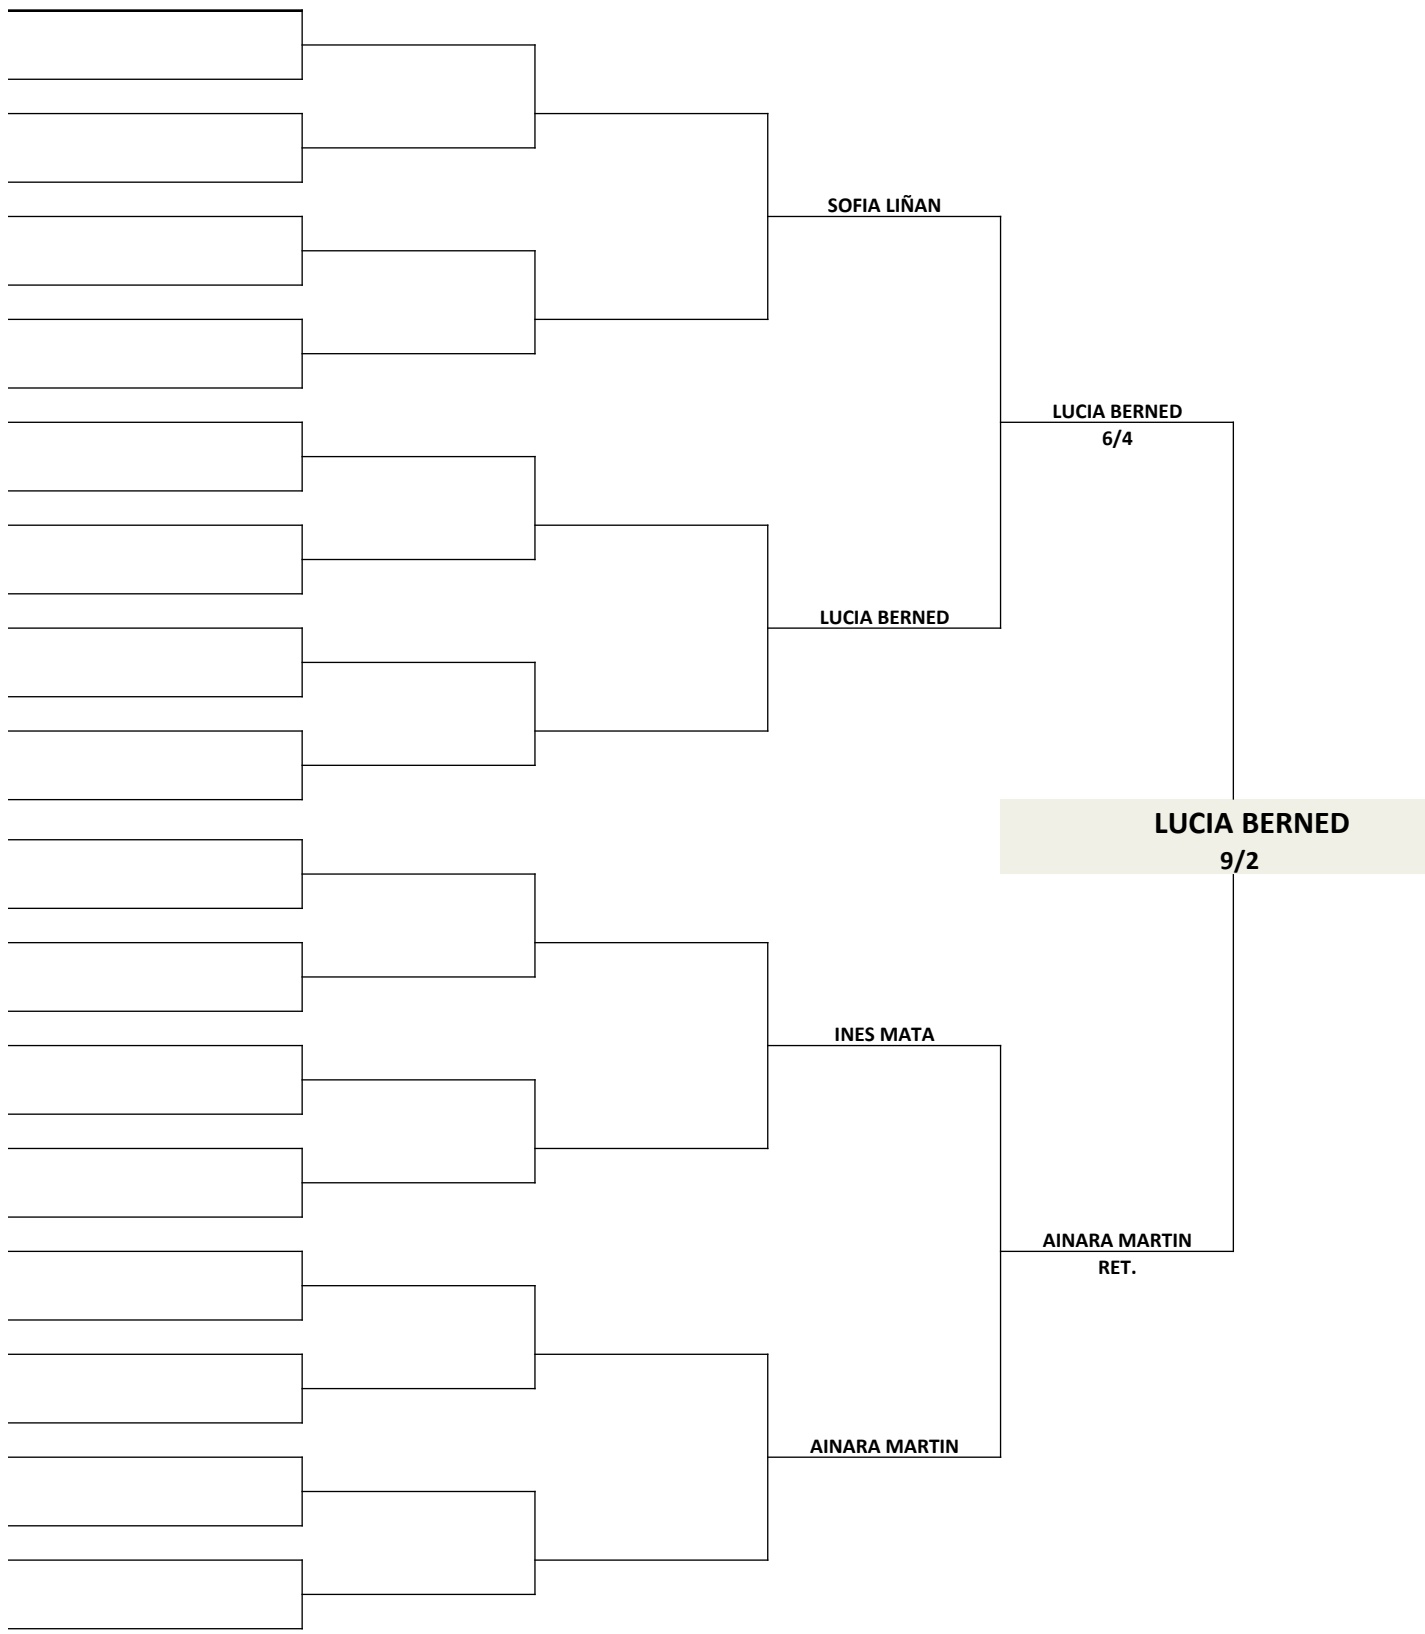 SOFIA LIÑAN
LUCIA BERNED
6/4
LUCIA BERNED
LUCIA BERNED
9/2
INES MATA
AINARA MARTIN
RET.
AINARA MARTIN